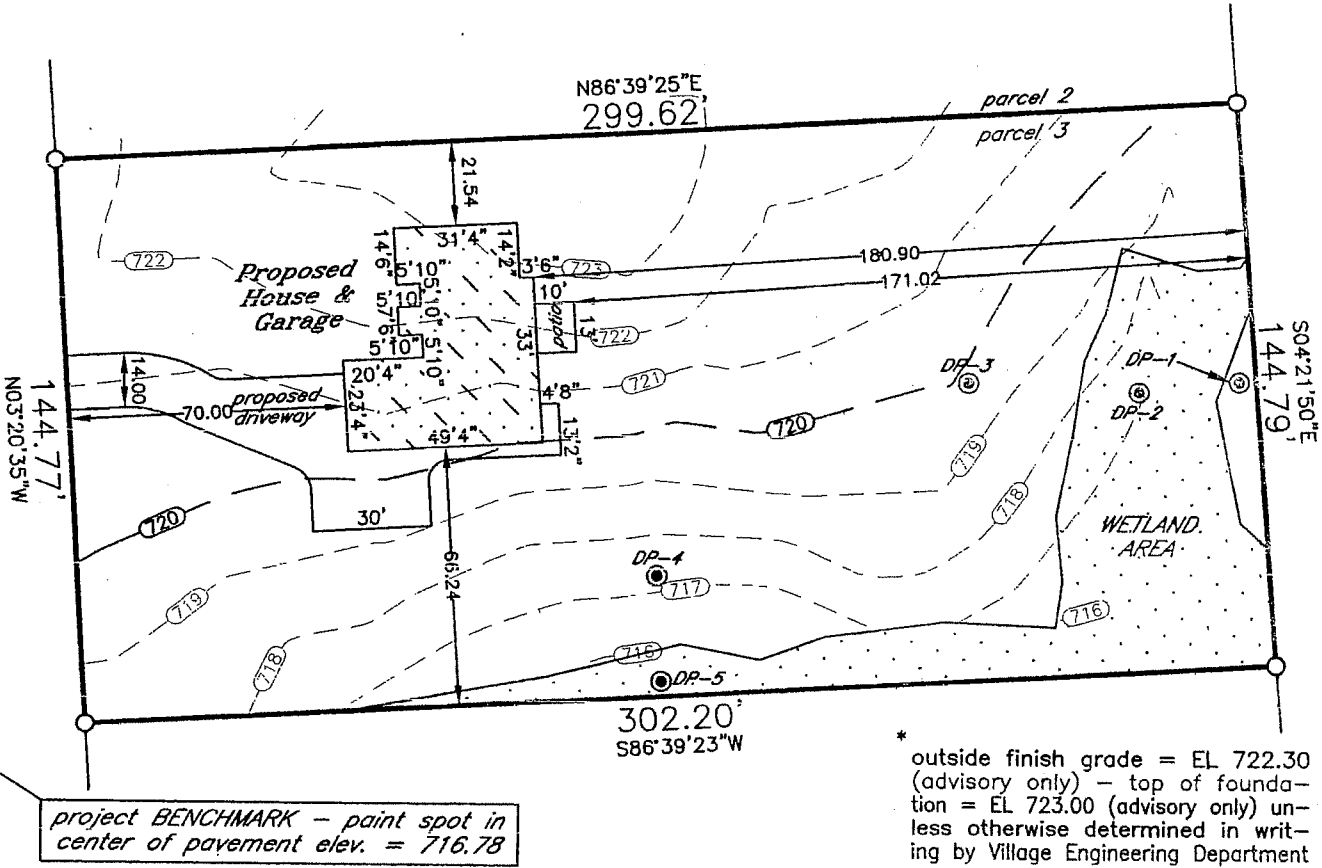 N86°39'25"E
299.62'
parcel 2
parcel 3
21.54
31'4"
14'6"
14'2"
5'10"
3'6"
723
180.90
722
Proposed
House &
Garage
5'10"
5'10"
7'6"
10'
171.02
patio
13'
722
5'10"
5'10"
33'
20'4"
721
4'8"
DP-3
DP-1
DP-2
S04°21'50"E
144.79'
14.00
70.00
proposed
driveway
23'4"
49'4"
13'2"
720
719
N03°20'35"W
144.77'
720
30'
718
WETLAND
AREA
66.24
DP-4
717
719
716
718
716
DP-5
302.20'
S86°39'23"W
project BENCHMARK – paint spot in
center of pavement elev. = 716.78
*
outside finish grade = EL 722.30
(advisory only) – top of founda–
tion = EL 723.00 (advisory only) un–
less otherwise determined in writ–
ing by Village Engineering Department